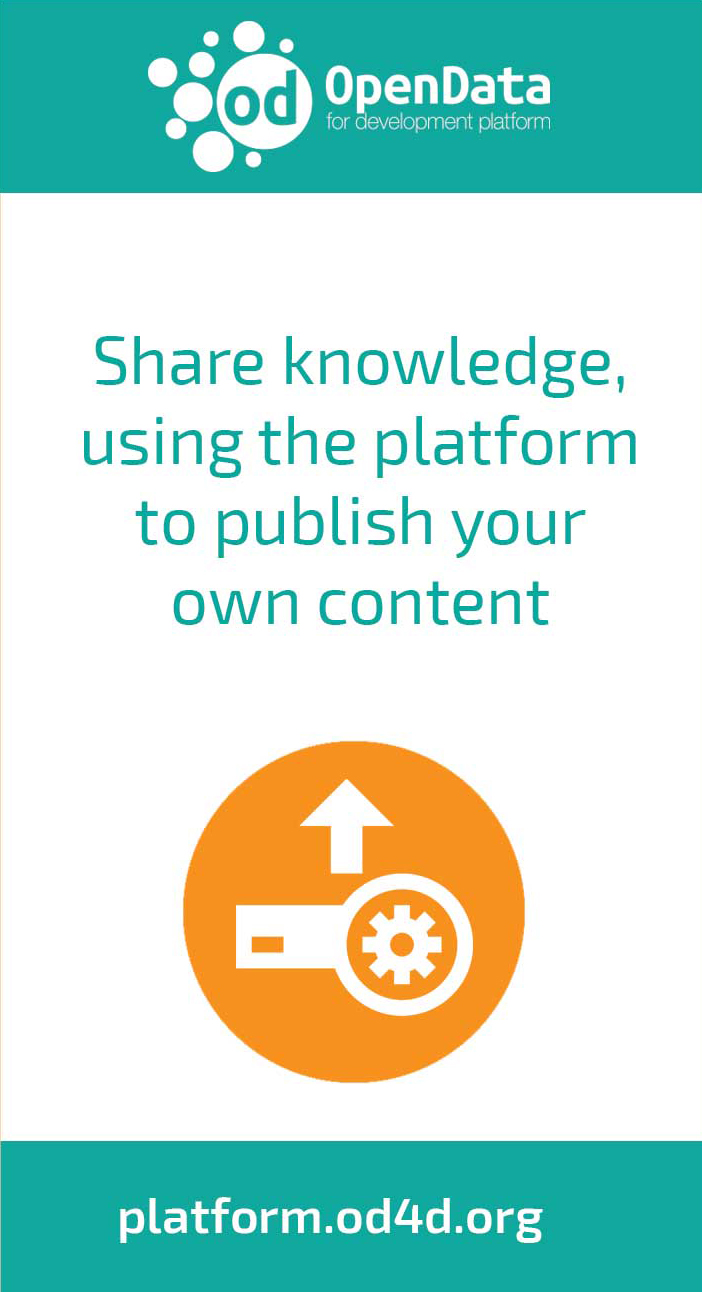 od OpenData
for development platform
Share knowledge,
using the platform
to publish your
own content
platform.od4d.org